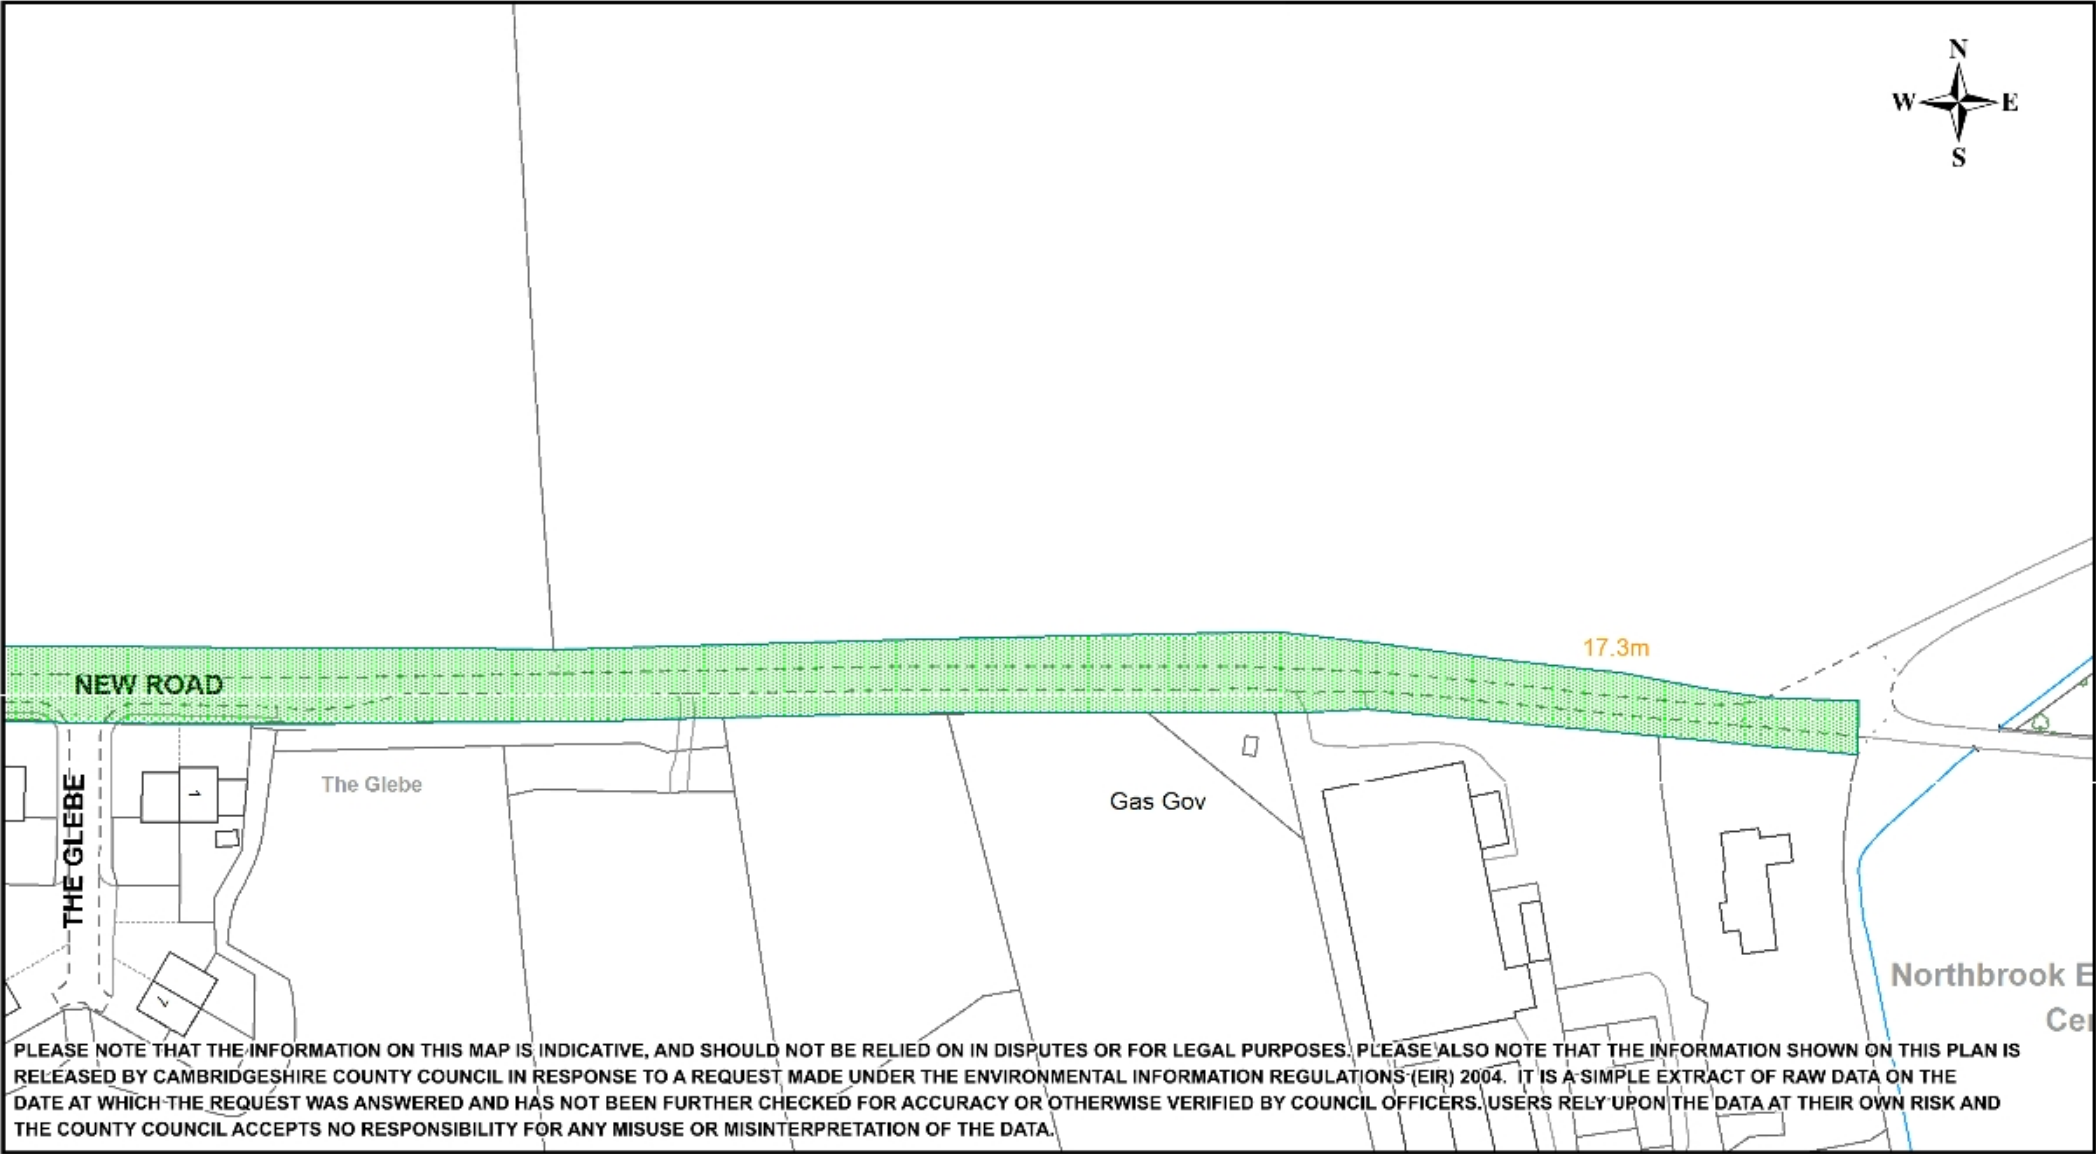 N
W E
S
17.3m
NEW ROAD
The Glebe
1
THE GLEBE
Gas Gov
7
Northbrook E
Cer
PLEASE NOTE THAT THE INFORMATION ON THIS MAP IS INDICATIVE, AND SHOULD NOT BE RELIED ON IN DISPUTES OR FOR LEGAL PURPOSES. PLEASE ALSO NOTE THAT THE INFORMATION SHOWN ON THIS PLAN IS
RELEASED BY CAMBRIDGESHIRE COUNTY COUNCIL IN RESPONSE TO A REQUEST MADE UNDER THE ENVIRONMENTAL INFORMATION REGULATIONS (EIR) 2004. IT IS A SIMPLE EXTRACT OF RAW DATA ON THE
DATE AT WHICH THE REQUEST WAS ANSWERED AND HAS NOT BEEN FURTHER CHECKED FOR ACCURACY OR OTHERWISE VERIFIED BY COUNCIL OFFICERS. USERS RELY UPON THE DATA AT THEIR OWN RISK AND
THE COUNTY COUNCIL ACCEPTS NO RESPONSIBILITY FOR ANY MISUSE OR MISINTERPRETATION OF THE DATA.